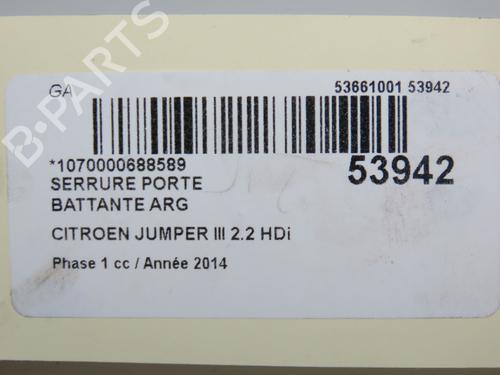 GA
53661001 53942
*1070000688589
53942
SERRURE PORTE
BATTANTE ARG
CITROEN JUMPER III 2.2 HDi
Phase 1 cc / Année 2014
B-PARTS